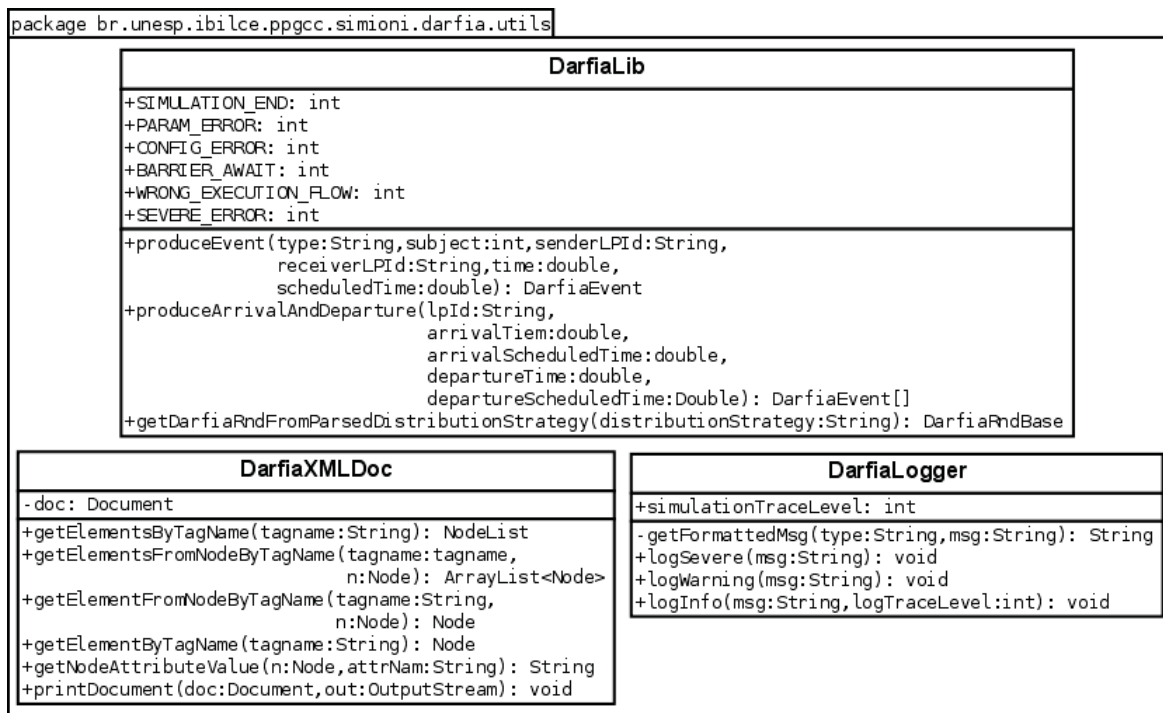 package br.unesp.ibilce.ppgcc.simioni.darfia.utils
DarfiaLib
+SIMULATION_END: int
+PARAM_ERROR: int
+CONFIG_ERROR: int
+BARRIER_AWAIT: int
+WRONG_EXECUTION_FLOW: int
+SEVERE_ERROR: int
+produceEvent(type:String,subject:int,senderLPId:String,
receiverLPId:String,time:double,
scheduledTime:double): DarfiaEvent
+produceArrivalAndDeparture(lpId:String,
arrivalTiem:double,
arrivalScheduledTime:double,
departureTime:double,
departureScheduledTime:Double): DarfiaEvent[]
+getDarfiaRndFromParsedDistributionStrategy(distributionStrategy:String): DarfiaRndBase
DarfiaXMLDoc
-doc: Document
+getElementsByTagName(tagname:String): NodeList
+getElementsFromNodeByTagName(tagname:tagname,
n:Node): ArrayList<Node>
+getElementFromNodeByTagName(tagname:String,
n:Node): Node
+getElementByTagName(tagname:String): Node
+getNodeAttributeValue(n:Node,attrNam:String): String
+printDocument(doc:Document,out:OutputStream): void
DarfiaLogger
+simulationTraceLevel: int
-getFormattedMsg(type:String,msg:String): String
+logSevere(msg:String): void
+logWarning(msg:String): void
+logInfo(msg:String,logTraceLevel:int): void